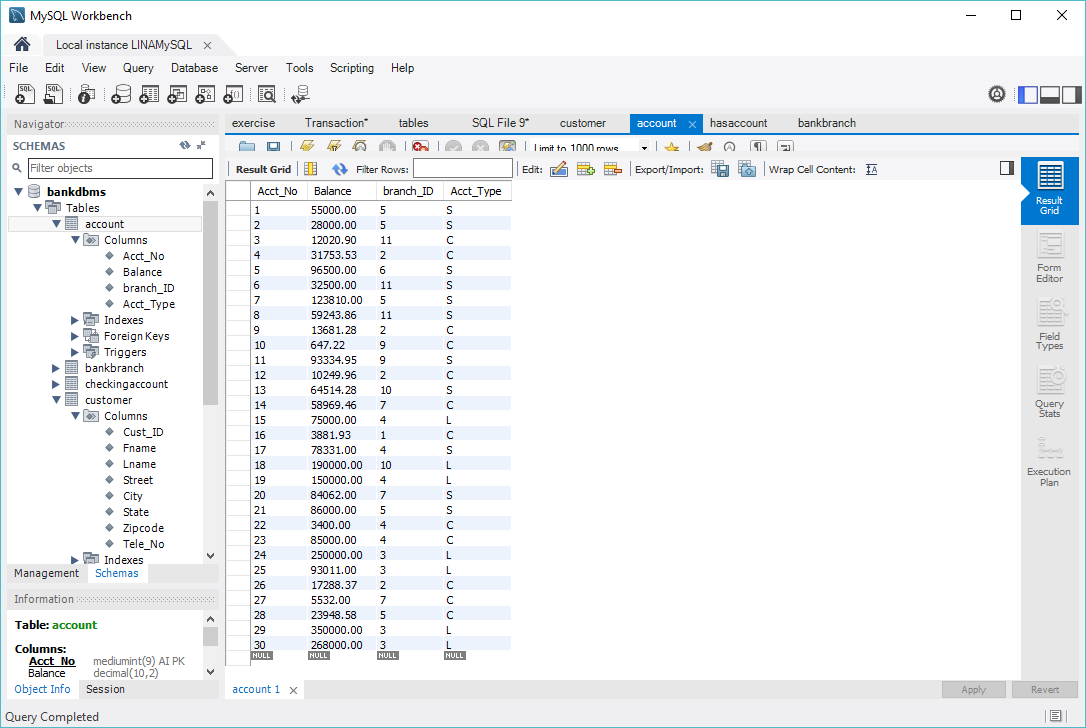 MySQL Workbench
Local instance LINAMySQL
File Edit View Query Database Server Tools Scripting Help
Navigator
SCHEMAS
Filter objects
bankdbms
Tables
account
Columns
Acct_No
Balance
branch_ID
Acct_Type
Indexes
Foreign Keys
Triggers
bankbranch
checkingaccount
customer
Columns
Cust_ID
Fname
Lname
Street
City
State
Zipcode
Tele_No
Indexes
Management Schemas
Information
Table: account
Columns:
Acct_No mediumint(9) AI PK
Balance decimal(10,2)
Object Info Session
exercise Transaction* tables SQL File 9* customer account hasaccount bankbranch
Limit to 1000 rows
Result Grid Filter Rows: Edit: Export/Import: Wrap Cell Content:
Acct_No Balance branch_ID Acct_Type
1 55000.00 5 S
2 28000.00 5 S
3 12020.90 11 C
4 31753.53 2 C
5 96500.00 6 S
6 32500.00 11 S
7 123810.00 5 S
8 59243.86 11 S
9 13681.28 2 C
10 647.22 9 C
11 93334.95 9 S
12 10249.96 2 C
13 64514.28 10 S
14 58969.46 7 C
15 75000.00 4 L
16 3881.93 1 C
17 78331.00 4 S
18 190000.00 10 L
19 150000.00 4 L
20 84062.00 7 S
21 86000.00 5 S
22 3400.00 4 C
23 85000.00 4 C
24 250000.00 3 L
25 93011.00 3 L
26 17288.37 2 C
27 5532.00 7 C
28 23948.58 5 C
29 350000.00 3 L
30 268000.00 3 L
NULL NULL NULL NULL
Result
Grid
Form
Editor
Field
Types
Query
Stats
Execution
Plan
account 1
Apply Revert
Query Completed